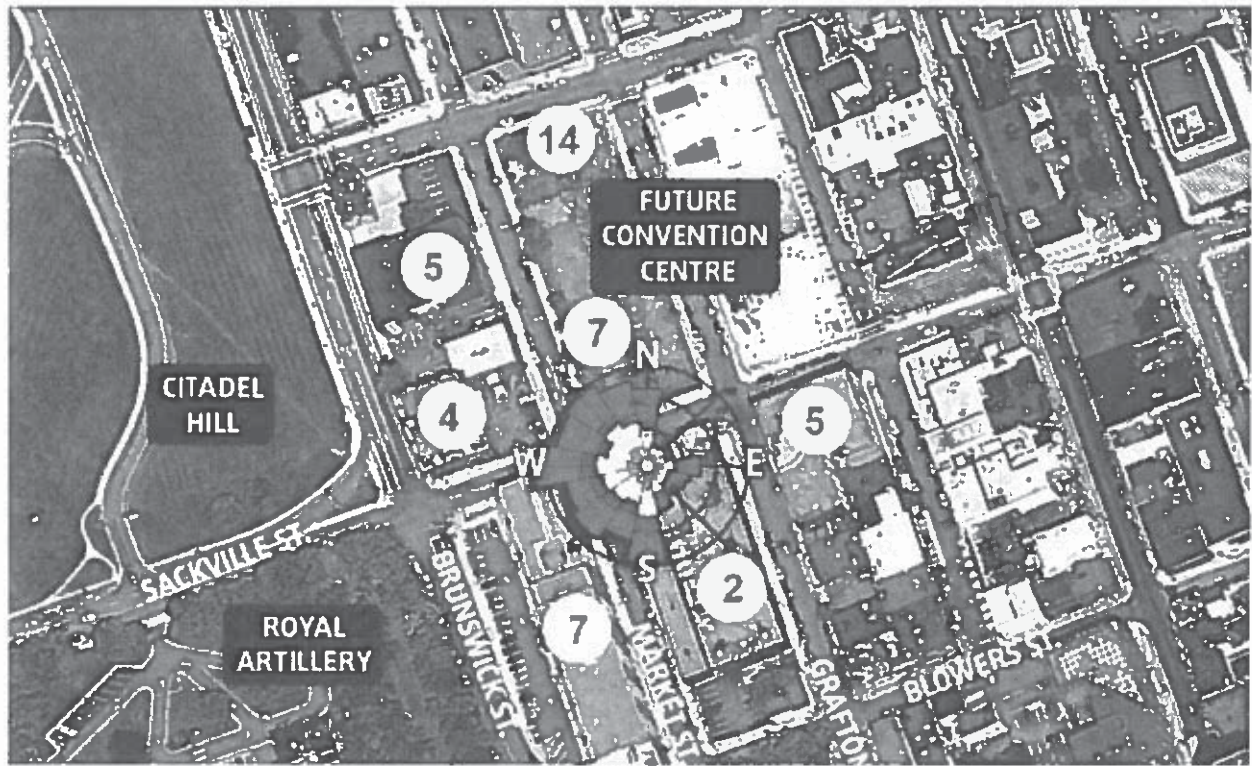 14
FUTURE
CONVENTION
CENTRE
5
7
N
CITADEL
HILL
4
5
W
E
SACKVILLE ST.
S
2
BRUNSWICK ST.
7
ROYAL
ARTILLERY
MARKET ST
GRAFTON
BLOWERS ST.